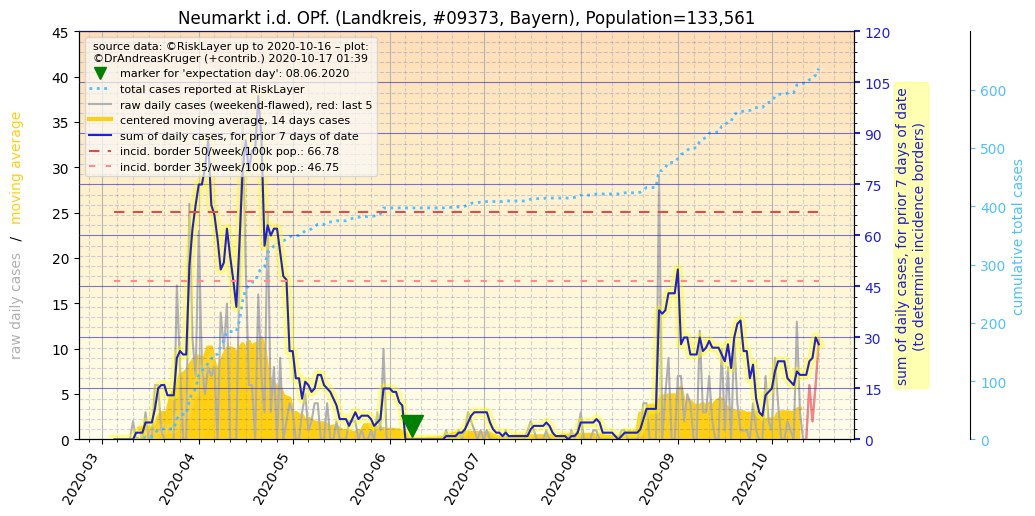 Neumarkt i.d. OPf. (Landkreis, #09373, Bayern), Population=133,561
source data: ©RiskLayer up to 2020-10-16 – plot:
©DrAndreasKruger (+contrib.) 2020-10-17 01:39
marker for 'expectation day': 08.06.2020
total cases reported at RiskLayer
raw daily cases (weekend-flawed), red: last 5
centered moving average, 14 days cases
sum of daily cases, for prior 7 days of date
incid. border 50/week/100k pop.: 66.78
incid. border 35/week/100k pop.: 46.75
raw daily cases / moving average
45
40
35
30
25
20
15
10
5
0
120
105
90
75
60
45
30
15
0
sum of daily cases, for prior 7 days of date
(to determine incidence borders)
600
500
400
300
200
100
0
cumulative total cases
2020-03
2020-04
2020-05
2020-06
2020-07
2020-08
2020-09
2020-10